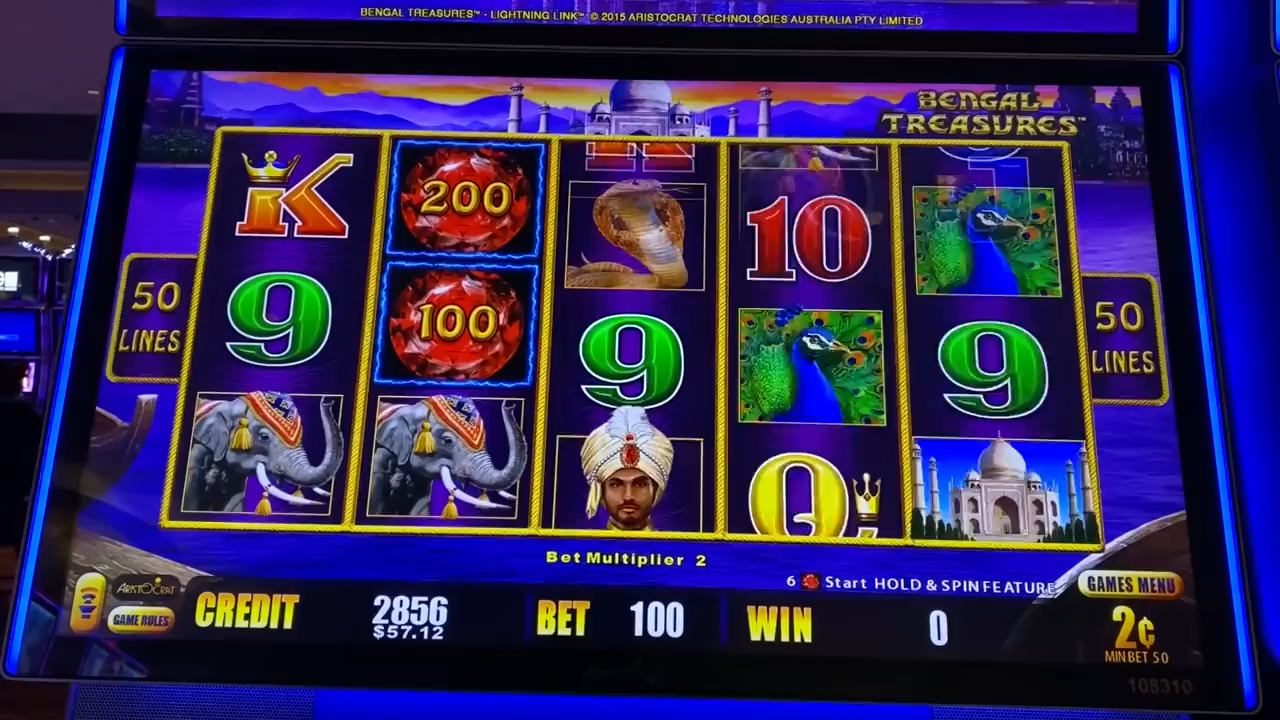 BENGAL TREASURES™ - LIGHTNING LINK™ © 2015 ARISTOCRAT TECHNOLOGIES AUSTRALIA PTY LIMITED
BENGAL
TREASURES™
K
200
10
9
100
50
LINES
9
9
50
LINES
Q
Bet Multiplier 2
6 Start HOLD & SPIN FEATURE
ARISTOCRAT
GAME RULES
CREDIT
2856
$57.12
BET 100
WIN 0
GAMES MENU
2¢
MIN BET 50
108310